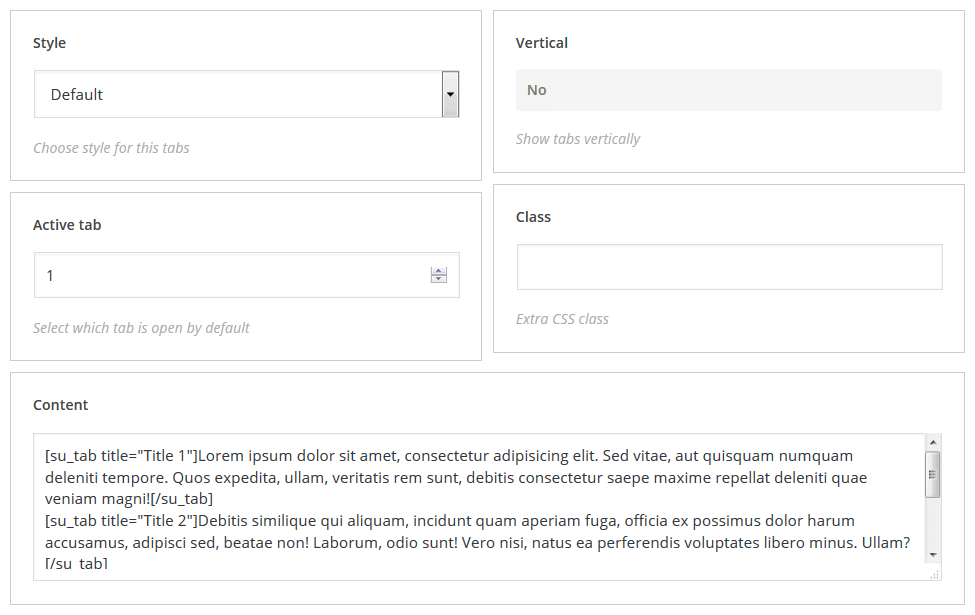 Style
Default
Choose style for this tabs
Vertical
No
Show tabs vertically
Active tab
1
Select which tab is open by default
Class
Extra CSS class
Content
[su_tab title="Title 1"]Lorem ipsum dolor sit amet, consectetur adipisicing elit. Sed vitae, aut quisquam numquam
deleniti tempore. Quos expedita, ullam, veritatis rem sunt, debitis consectetur saepe maxime repellat deleniti quae
veniam magni![/su_tab]
[su_tab title="Title 2"]Debitis similique qui aliquam, incidunt quam aperiam fuga, officia ex possimus dolor harum
accusamus, adipisci sed, beatae non! Laborum, odio sunt! Vero nisi, natus ea perferendis voluptates libero minus. Ullam?
[/su_tab]